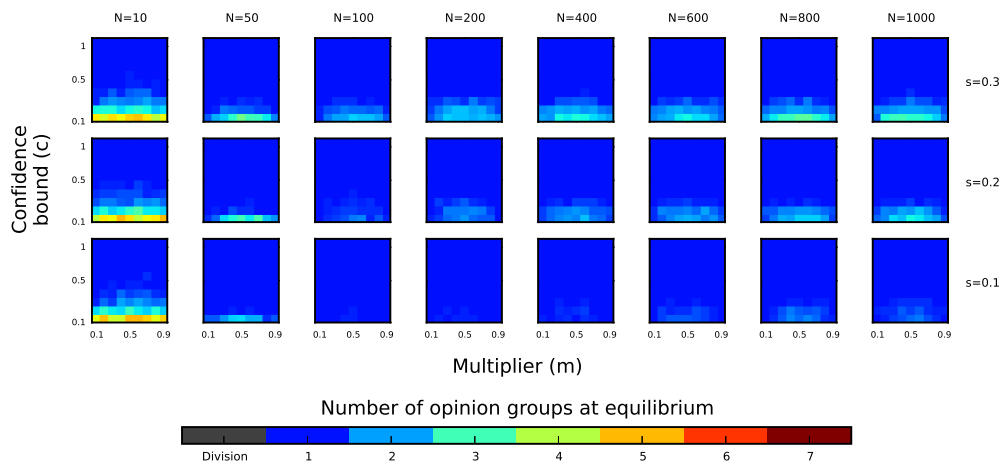 N=10 N=50 N=100 N=200 N=400 N=600 N=800 N=1000
1
0.5
0.1
s=0.3
Confidence
bound (c)
1
0.5
0.1
s=0.2
1
0.5
0.1
s=0.1
0.1 0.5 0.9 0.1 0.5 0.9 0.1 0.5 0.9 0.1 0.5 0.9 0.1 0.5 0.9 0.1 0.5 0.9 0.1 0.5 0.9 0.1 0.5 0.9
Multiplier (m)
Number of opinion groups at equilibrium
Division 1 2 3 4 5 6 7